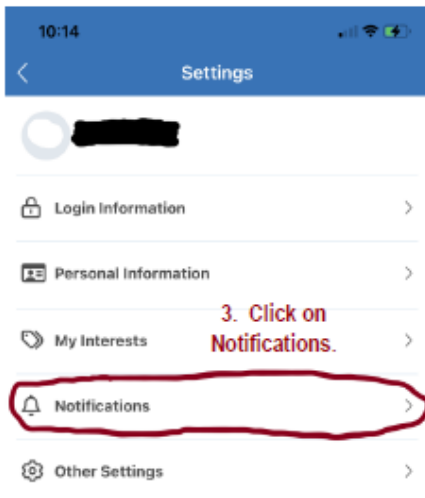 10:14
Settings
Login Information
Personal Information
3. Click on
Notifications.
My Interests
Notifications
Other Settings